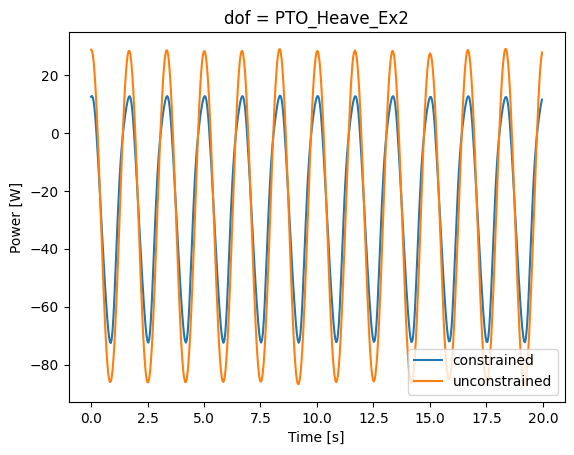 dof = PTO_Heave_Ex2
20
0
−20
−40
−60
−80
Power [W]
constrained
unconstrained
0.0 2.5 5.0 7.5 10.0 12.5 15.0 17.5 20.0
Time [s]